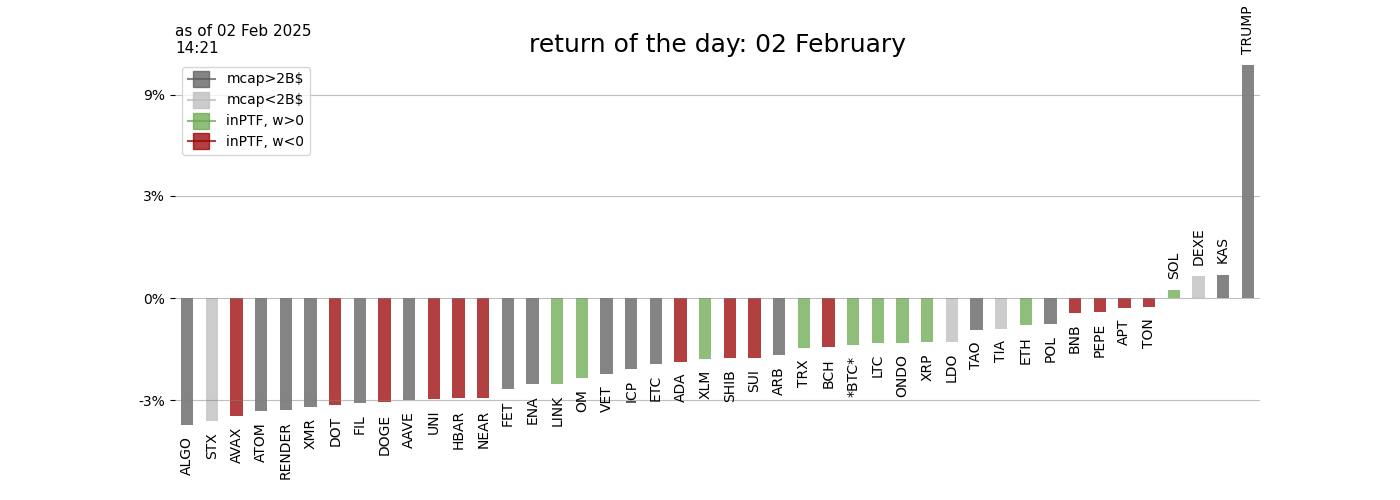 as of 02 Feb 2025
14:21
return of the day: 02 February
mcap>2B$
mcap<2B$
inPTF, w>0
inPTF, w<0
9%
3%
0%
-3%
ALGO
STX
AVAX
ATOM
RENDER
XMR
DOT
FIL
DOGE
AAVE
UNI
HBAR
NEAR
FET
ENA
LINK
OM
VET
ICP
ETC
ADA
XLM
SHIB
SUI
ARB
TRX
BCH
*BTC*
LTC
ONDO
XRP
LDO
TAO
TIA
ETH
POL
BNB
PEPE
APT
TON
SOL
DEXE
KAS
TRUMP